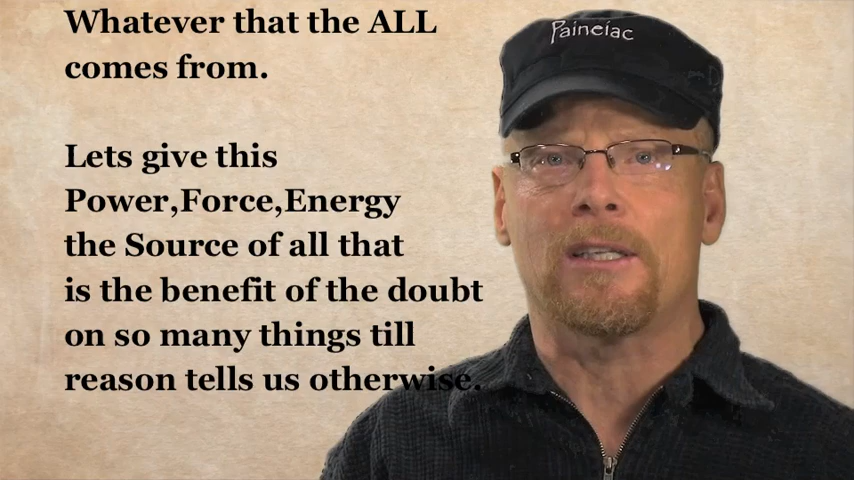 Whatever that the ALL
comes from.
Lets give this
Power,Force,Energy
the Source of all that
is the benefit of the doubt
on so many things till
reason tells us otherwise.
Paineiac